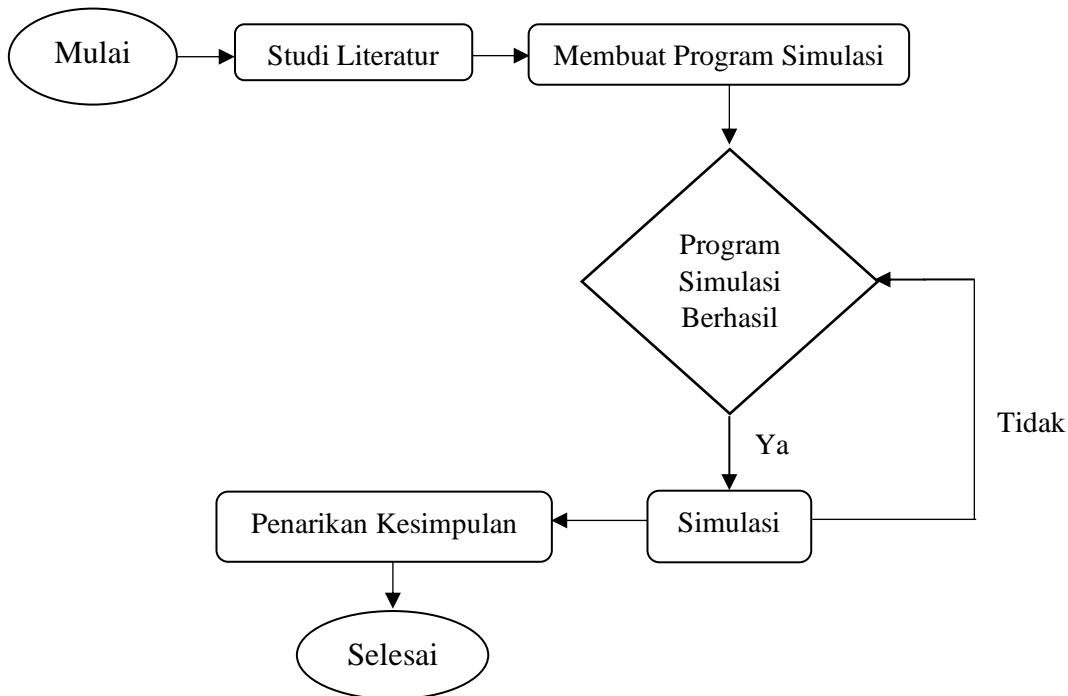 Mulai
Studi Literatur
Membuat Program Simulasi
Program
Simulasi
Berhasil
Tidak
Ya
Penarikan Kesimpulan
Simulasi
Selesai